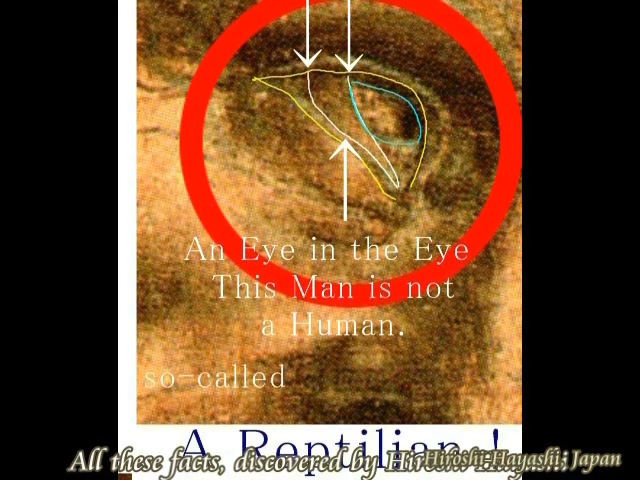 An Eye in the Eye
This Man is not
a Human.
so-called
A Reptilian !
All these facts, discovered by Hiroshi Hayashi, Japan